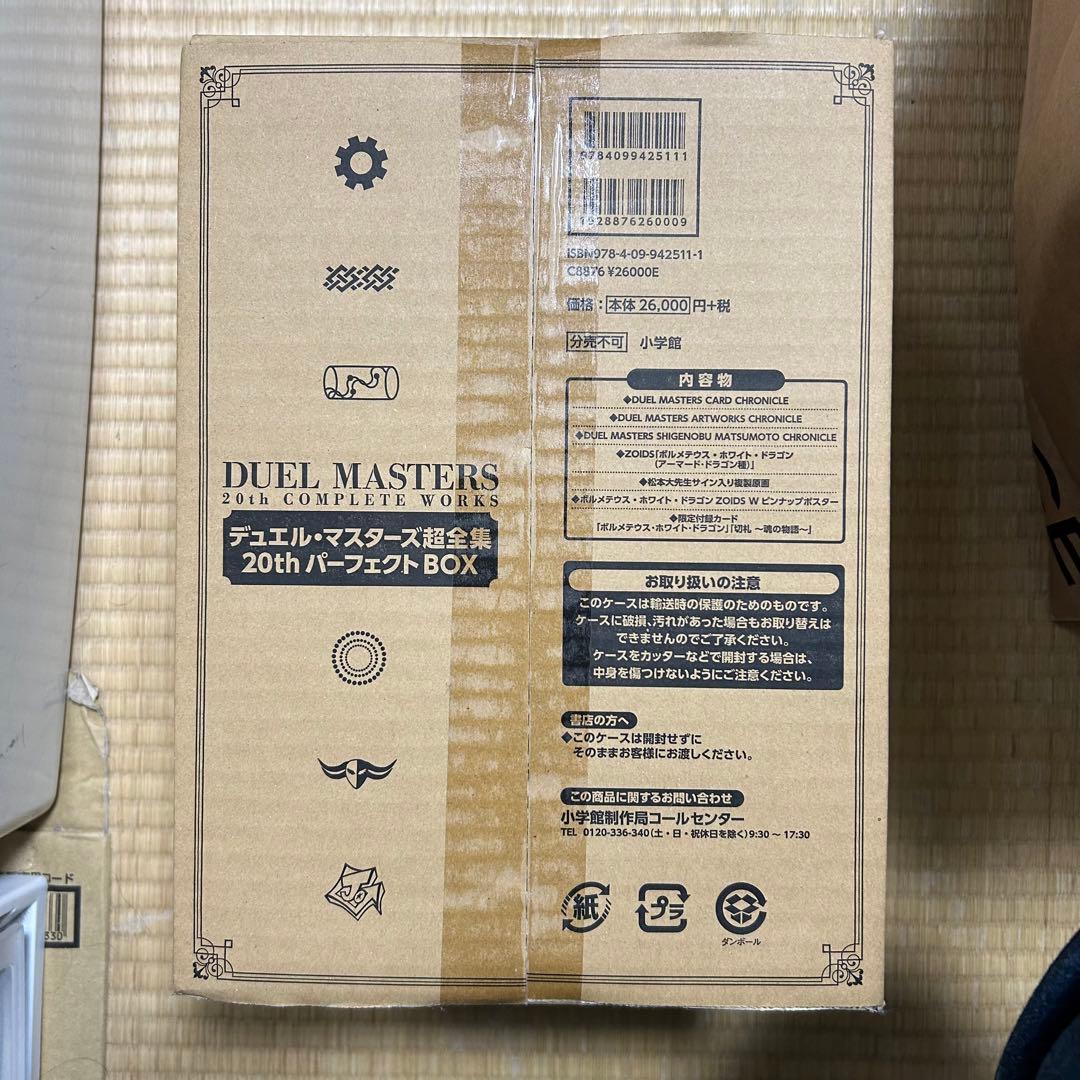 DUEL MASTERS
20th COMPLETE WORKS
デュエル・マスターズ超全集
20th パーフェクト BOX
9784099425111
1928876260009
ISBN978-4-09-942511-1
C8876 ¥26000E
価格：本体 26,000円+税
分売不可 小学館
内容物
◆DUEL MASTERS CARD CHRONICLE
◆DUEL MASTERS ARTWORKS CHRONICLE
◆DUEL MASTERS SHIGENOBU MATSUMOTO CHRONICLE
◆ZOIDS「ボルメテウス・ホワイト・ドラゴン
（アーマード・ドラゴン種）」
◆松本大先生サイン入り複製原画
◆ボルメテウス・ホワイト・ドラゴン ZOIDS W ピンナップポスター
◆限定付録カード
「ボルメテウス・ホワイト・ドラゴン」「切札 〜魂の物語〜」
お取り扱いの注意
このケースは輸送時の保護のためのものです。
ケースに破損、汚れがあった場合もお取り替えは
できませんのでご了承ください。
ケースをカッターなどで開封する場合は、
中身を傷つけないようにご注意ください。
書店の方へ
◆このケースは開封せずに
そのままお客様にお渡しください。
この商品に関するお問い合わせ
小学館制作局コールセンター
TEL 0120-336-340（土・日・祝休日を除く）9:30 〜 17:30
紙
プラ
ダンボール
コード
330